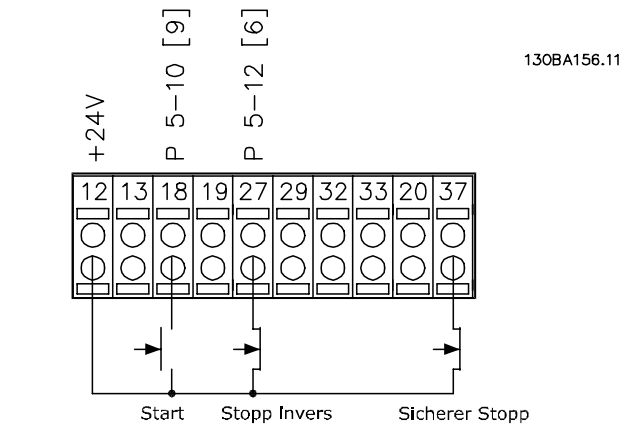 130BA156.11
+24V
P 5-10 [9]
P 5-12 [6]
12 13 18 19 27 29 32 33 20 37
Start Stopp Invers Sicherer Stopp